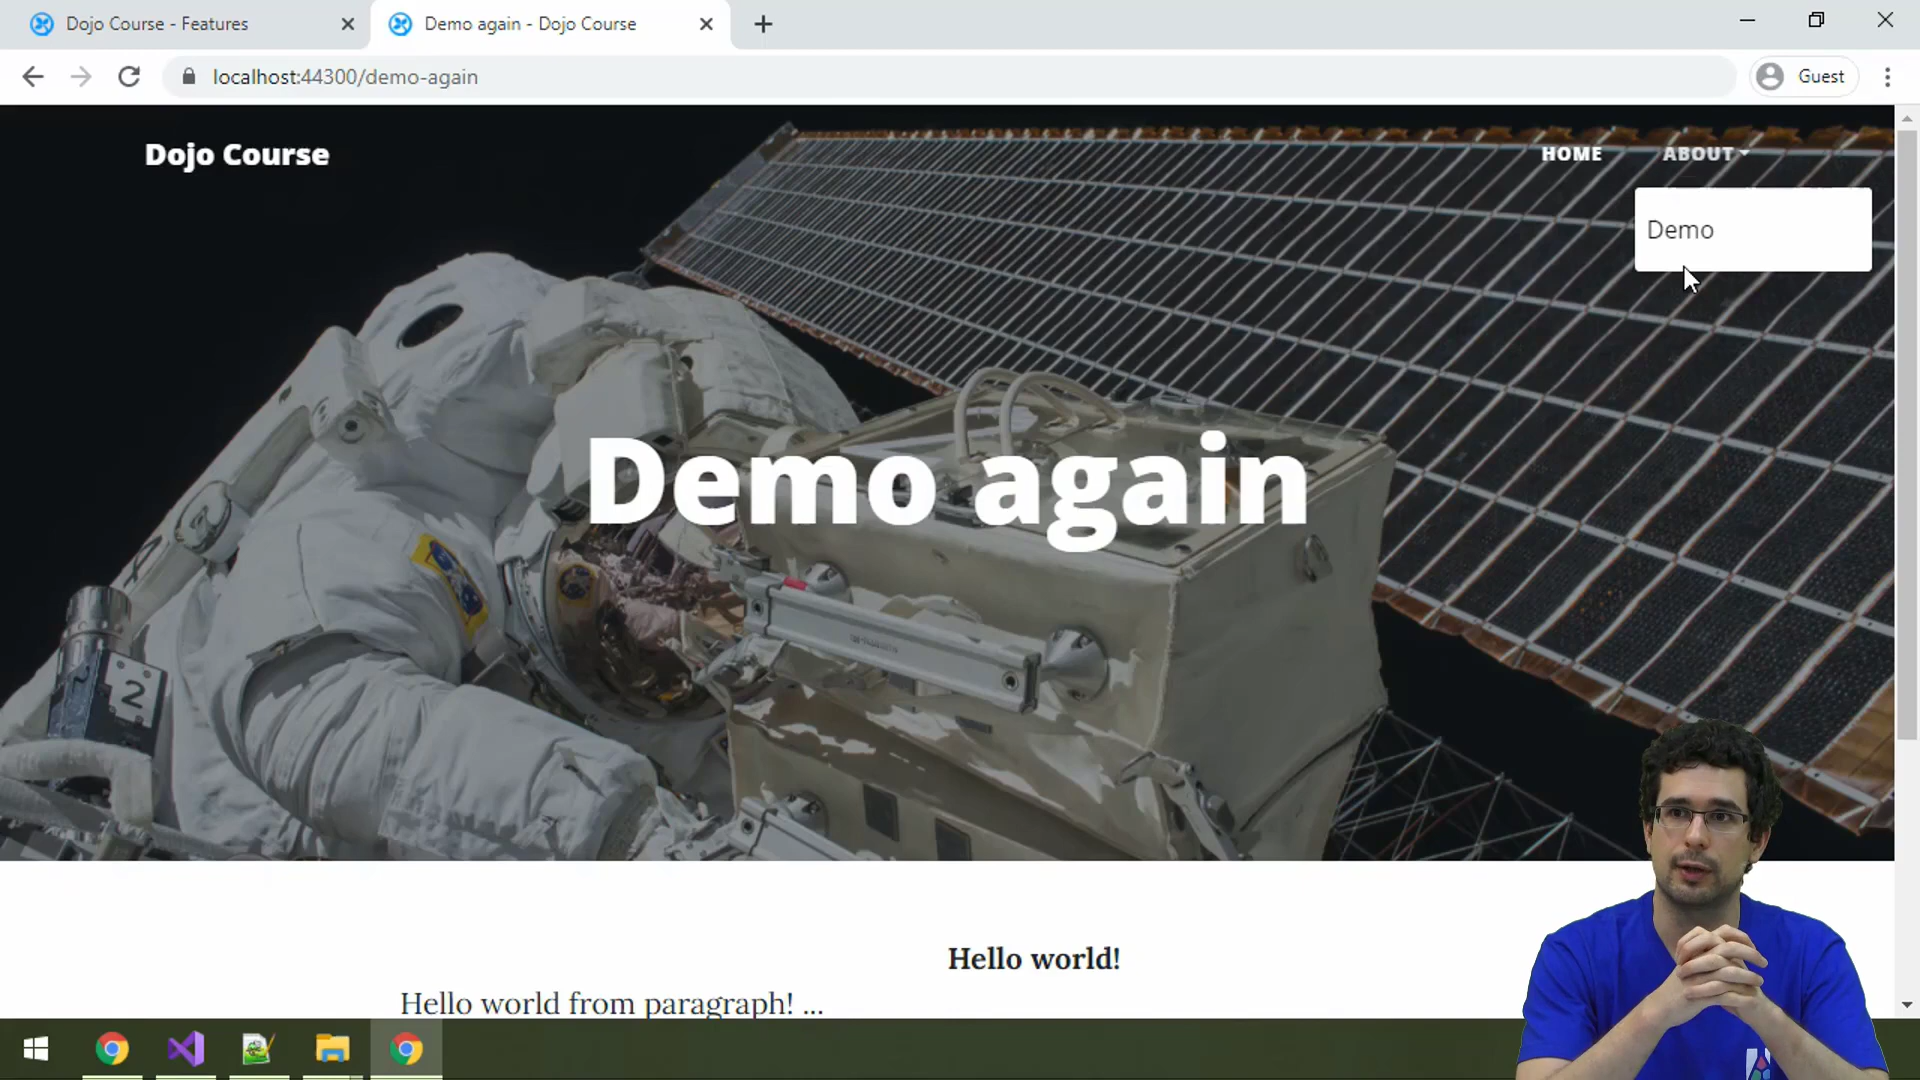 Dojo Course - Features
Demo again - Dojo Course
localhost:44300/demo-again
Guest
Dojo Course
HOME
ABOUT
Demo
Demo again
2
Hello world!
Hello world from paragraph! ...